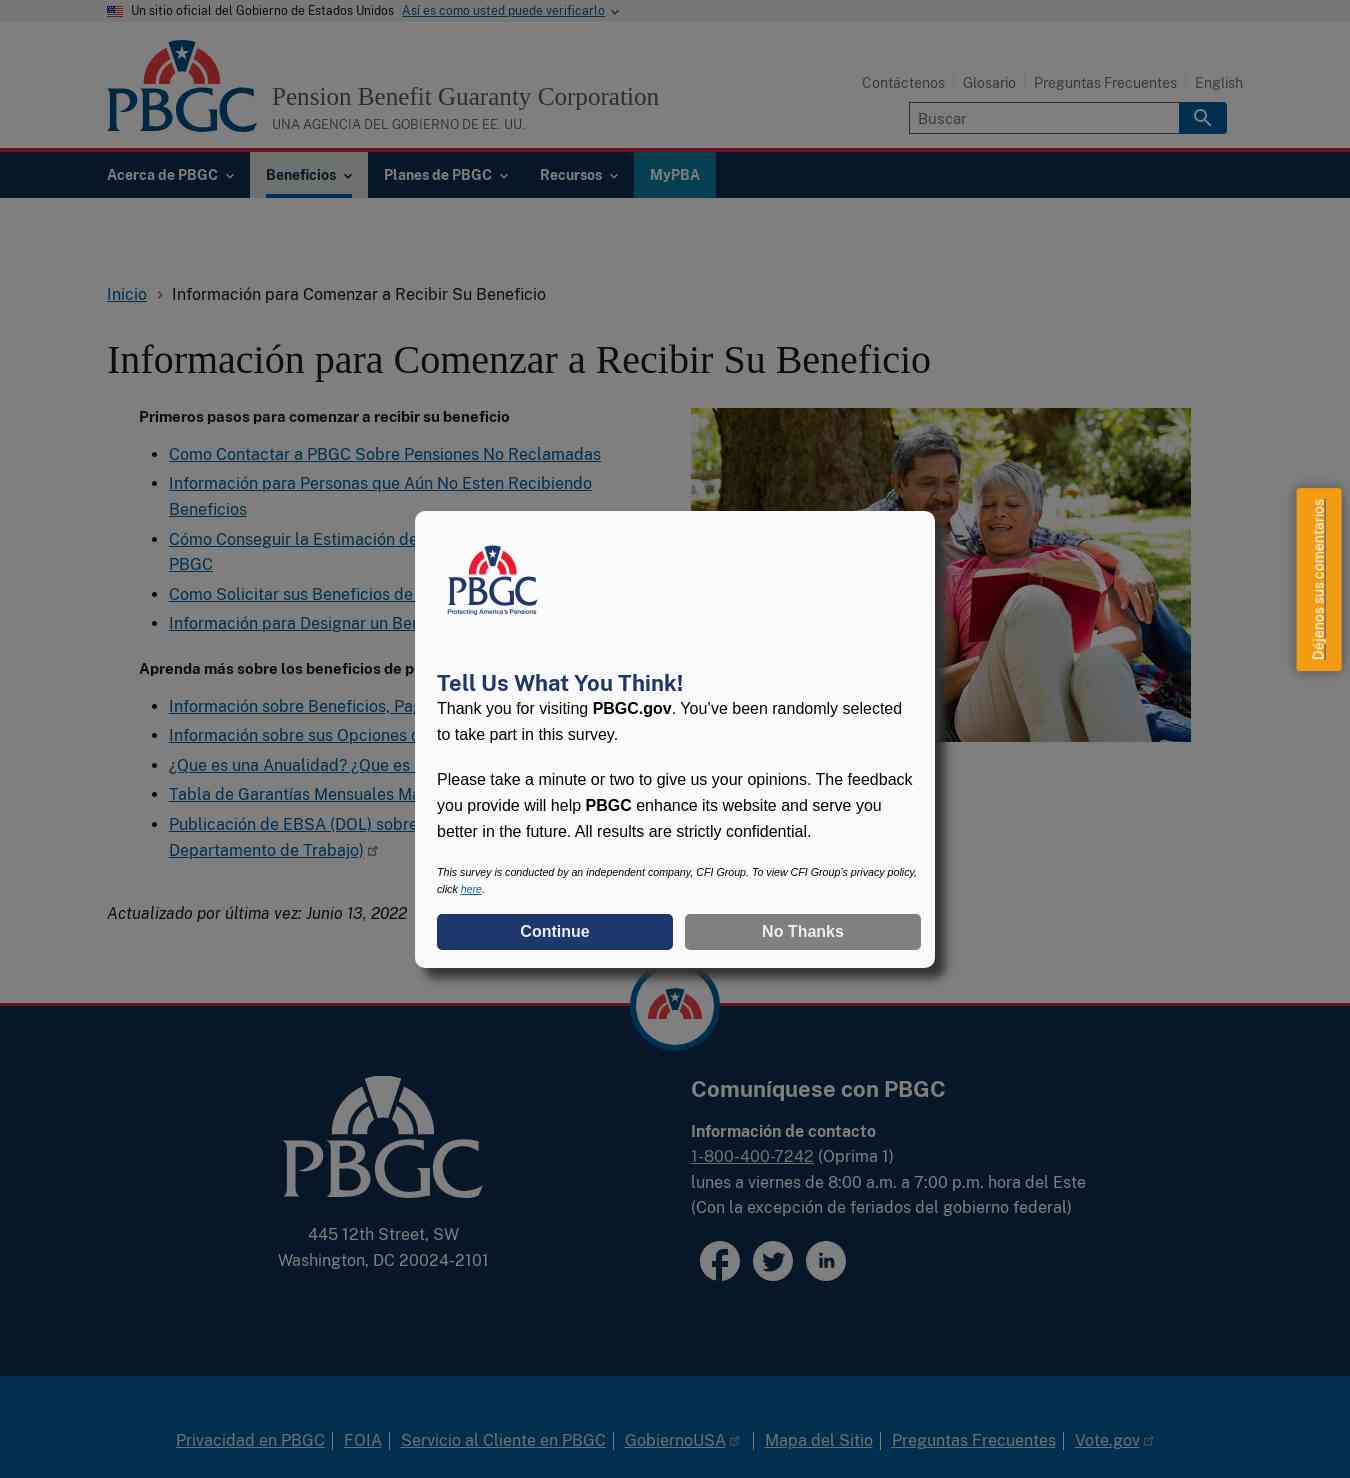 Un sitio oficial del Gobierno de Estados Unidos Así es como usted puede verificarlo
PBGC
Pension Benefit Guaranty Corporation
UNA AGENCIA DEL GOBIERNO DE EE. UU.
Contáctenos Glosario Preguntas Frecuentes English
Buscar
Acerca de PBGC Beneficios Planes de PBGC Recursos MyPBA
Inicio Información para Comenzar a Recibir Su Beneficio
Información para Comenzar a Recibir Su Beneficio
Primeros pasos para comenzar a recibir su beneficio
Como Contactar a PBGC Sobre Pensiones No Reclamadas
Información para Personas que Aún No Esten Recibiendo
Beneficios
Cómo Conseguir la Estimación de
PBGC
Como Solicitar sus Beneficios de
Información para Designar un
Aprenda más sobre los beneficios de
Información sobre Beneficios,
Información sobre sus Opciones
¿Que es una Anualidad? ¿Que es
Tabla de Garantías Mensuales
Publicación de EBSA (DOL) sobre
Departamento de Trabajo)
Actualizado por última vez: Junio 13, 2022
Déjenos sus comentarios
PBGC
Protecting America's Pensions
Tell Us What You Think!
Thank you for visiting PBGC.gov. You've been randomly selected
to take part in this survey.
Please take a minute or two to give us your opinions. The feedback
you provide will help PBGC enhance its website and serve you
better in the future. All results are strictly confidential.
This survey is conducted by an independent company, CFI Group. To view CFI Group's privacy policy,
click here.
Continue No Thanks
PBGC
445 12th Street, SW
Washington, DC 20024-2101
Comuníquese con PBGC
Información de contacto
1-800-400-7242 (Oprima 1)
lunes a viernes de 8:00 a.m. a 7:00 p.m. hora del Este
(Con la excepción de feriados del gobierno federal)
Privacidad en PBGC FOIA Servicio al Cliente en PBGC GobiernoUSA Mapa del Sitio Preguntas Frecuentes Vote.gov